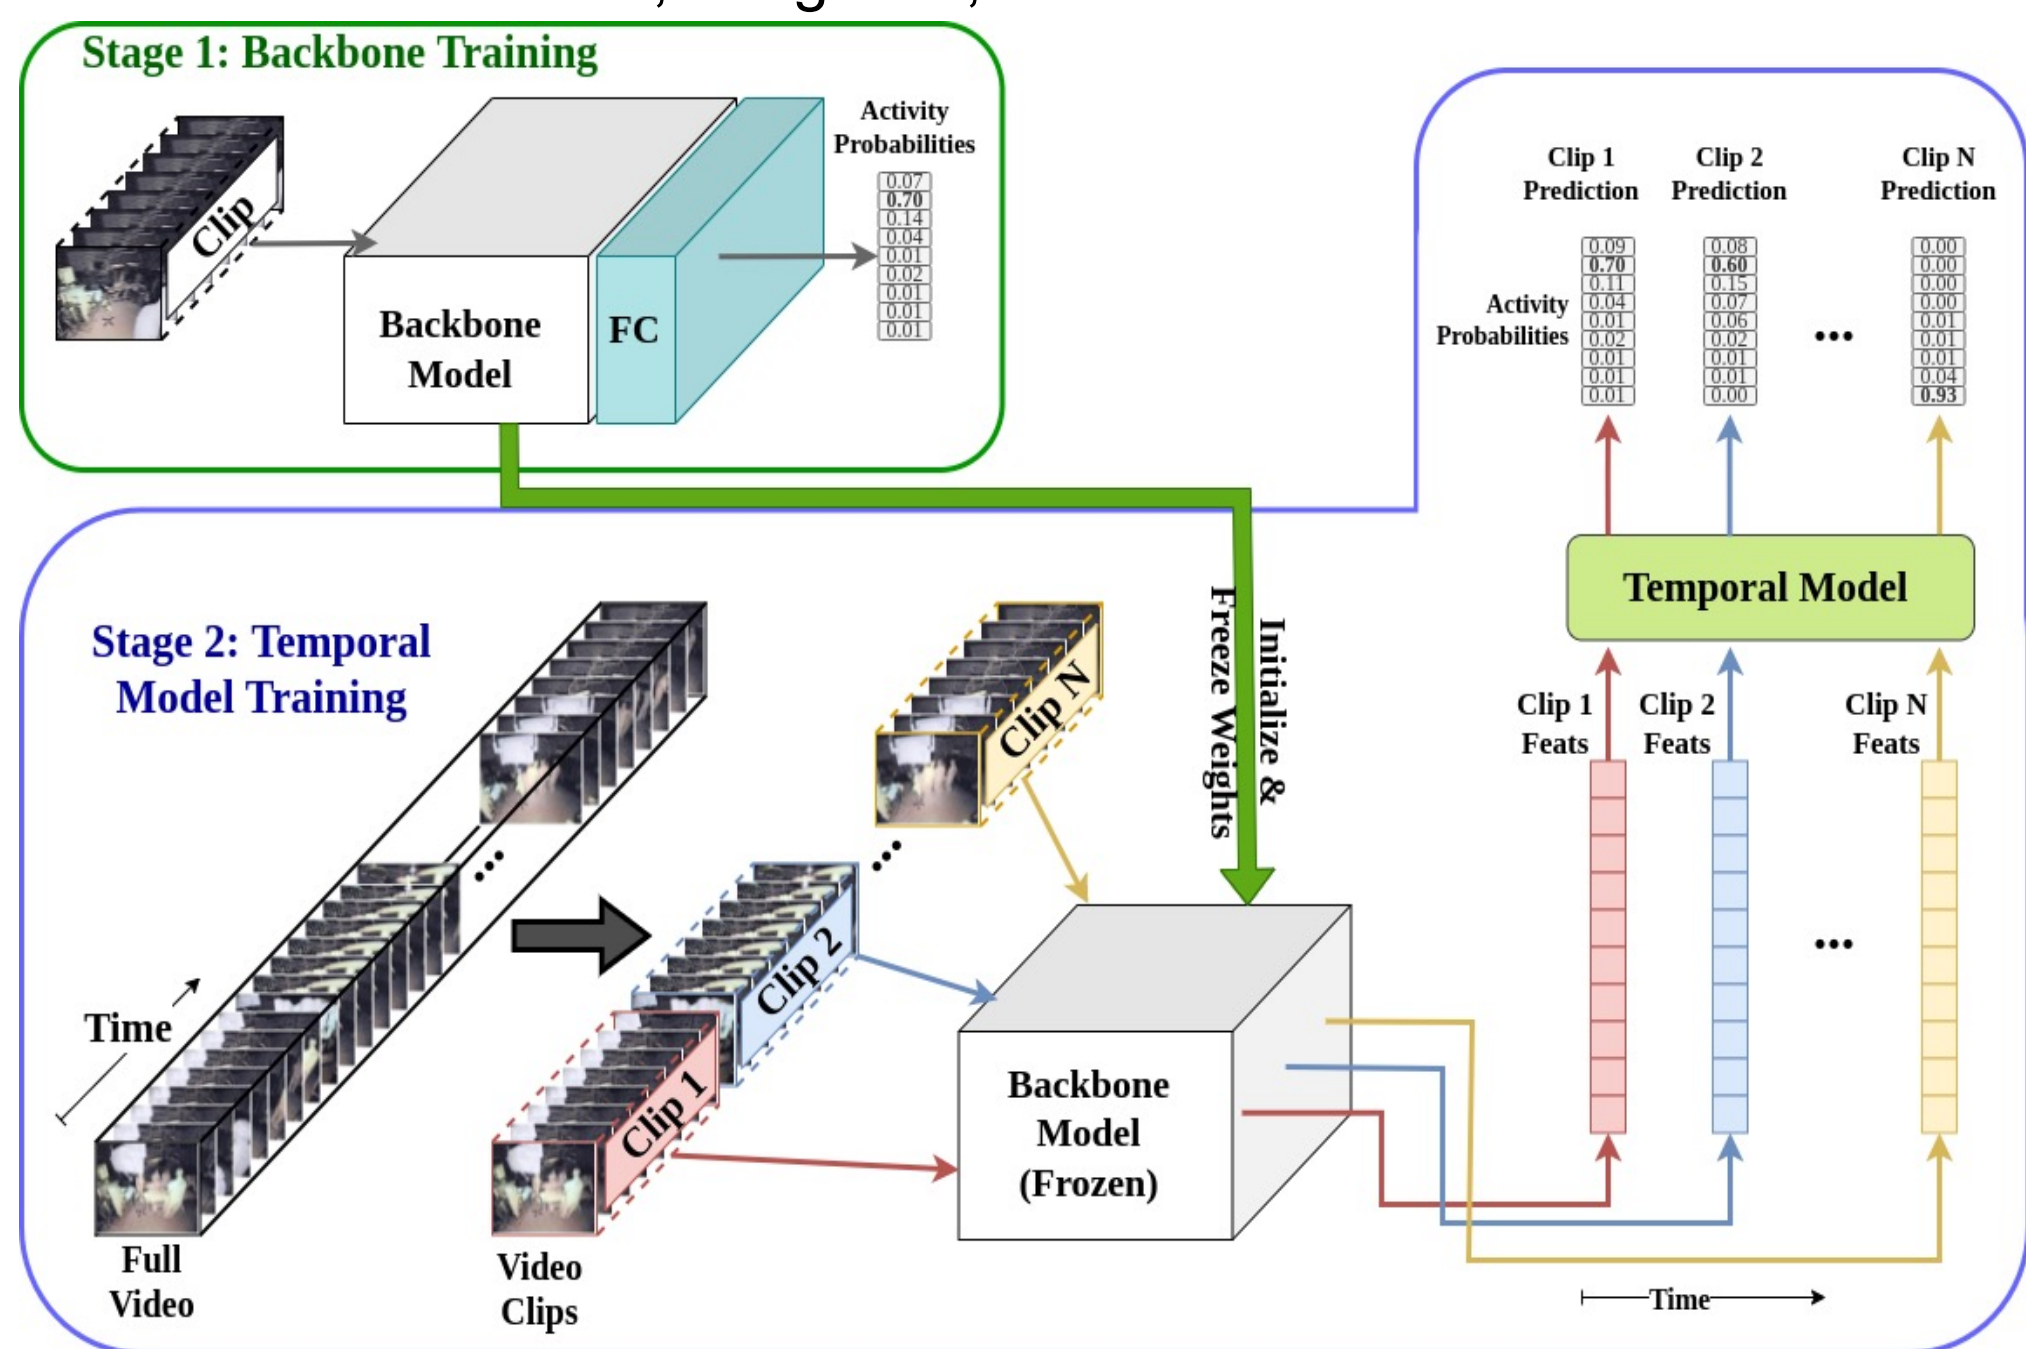 Stage 1: Backbone Training
Clip
Backbone
Model
FC
Activity
Probabilities
0.07
0.70
0.14
0.04
0.01
0.02
0.01
0.01
0.01
Initialize &
Freeze Weights
Stage 2: Temporal
Model Training
Time
Full
Video
Clip 1
Clip 2
Clip N
Video
Clips
Backbone
Model
(Frozen)
Clip 1
Feats
Clip 2
Feats
Clip N
Feats
Time
Temporal Model
Activity
Probabilities
Clip 1
Prediction
0.09
0.70
0.11
0.04
0.01
0.02
0.01
0.01
0.01
Clip 2
Prediction
0.08
0.60
0.15
0.07
0.06
0.02
0.01
0.01
0.00
Clip N
Prediction
0.00
0.00
0.00
0.00
0.01
0.01
0.01
0.04
0.93